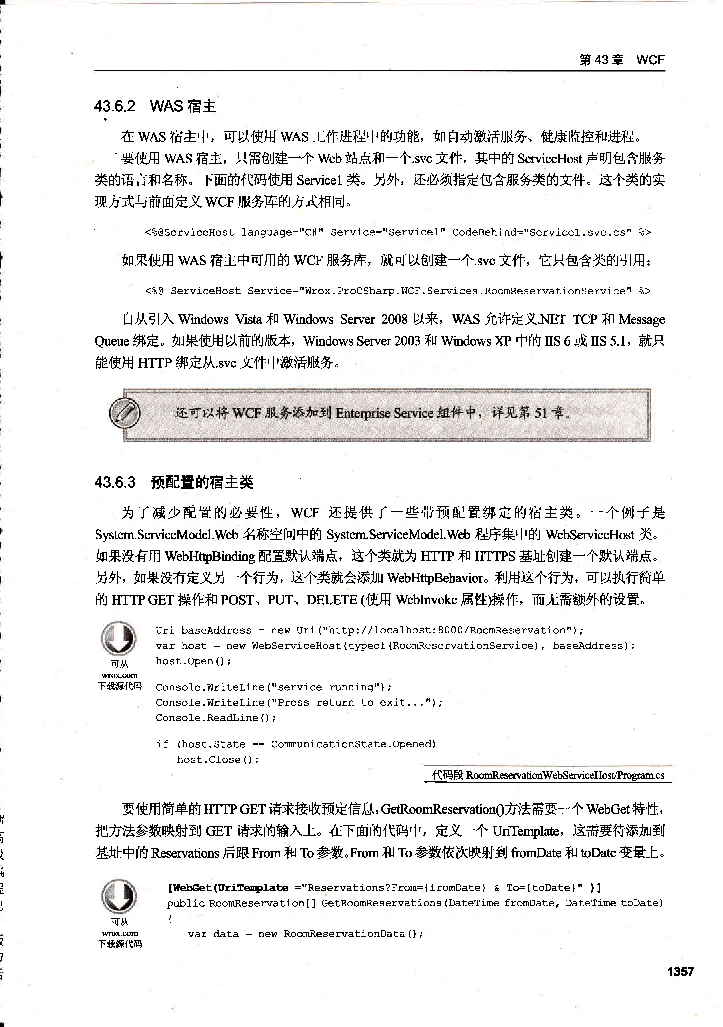 第 43 章 WCF
43.6.2 WAS 宿主
在 WAS 宿主中，可以使用 WAS 工作进程中的功能，如自动激活服务、健康监控和进程。
要使用 WAS 宿主，只需创建一个 Web 站点和一个.svc 文件，其中的 ServiceHost 声明包含服务
类的语言和名称。下面的代码使用 Service1 类。另外，还必须指定包含服务类的文件。这个类的实
现方式与前面定义 WCF 服务库的方式相同。
<%@ServiceHost language="C#" Service="Service1" CodeBehind="Service1.svc.cs" %>
如果使用 WAS 宿主中可用的 WCF 服务库，就可以创建一个.svc 文件，它只包含类的引用：
<%@ ServiceHost Service="Wrox.ProCSharp.WCF.Services.RoomReservationService" %>
自从引入 Windows Vista 和 Windows Server 2008 以来，WAS 允许定义.NET TCP 和 Message
Queue 绑定。如果使用以前的版本，Windows Server 2003 和 Windows XP 中的 IIS 6 或 IIS 5.1，就只
能使用 HTTP 绑定从.svc 文件中激活服务。
还可以将 WCF 服务添加到 Enterprise Service 组件中，详见第 51 章。
43.6.3 预配置的宿主类
为了减少配置的必要性，WCF 还提供了一些带预配置绑定的宿主类。一个例子是
System.ServiceModel.Web 名称空间中的 System.ServiceModel.Web 程序集中的 WebServiceHost 类。
如果没有用 WebHttpBinding 配置默认端点，这个类就为 HTTP 和 HTTPS 基址创建一个默认端点。
另外，如果没有定义另一个行为，这个类就会添加 WebHttpBehavior。利用这个行为，可以执行简单
的 HTTP GET 操作和 POST、PUT、DELETE (使用 WebInvoke 属性)操作，而无需额外的设置。
Uri baseAddress = new Uri("http://localhost:8000/RoomReservation");
var host = new WebServiceHost(typeof(RoomReservationService), baseAddress);
host.Open();
可从
wrox.com
下载源代码
Console.WriteLine("service running");
Console.WriteLine("Press return to exit...");
Console.ReadLine();
if (host.State == CommunicationState.Opened)
host.Close();
代码段 RoomReservationWebServiceHost/Program.cs
要使用简单的 HTTP GET 请求接收预定信息，GetRoomReservation()方法需要一个 WebGet 特性，
把方法参数映射到 GET 请求的输入上。在下面的代码中，定义一个 UriTemplate，这需要待添加到
基址中的 Reservations 后跟 From 和 To 参数。From 和 To 参数依次映射到 fromDate 和 toDate 变量上。
[WebGet(UriTemplate ="Reservations?From={fromDate} & To={toDate}" )]
public RoomReservation[] GetRoomReservations(DateTime fromDate, DateTime toDate)
{
可从
wrox.com
下载源代码
var data = new RoomReservationData();
1357